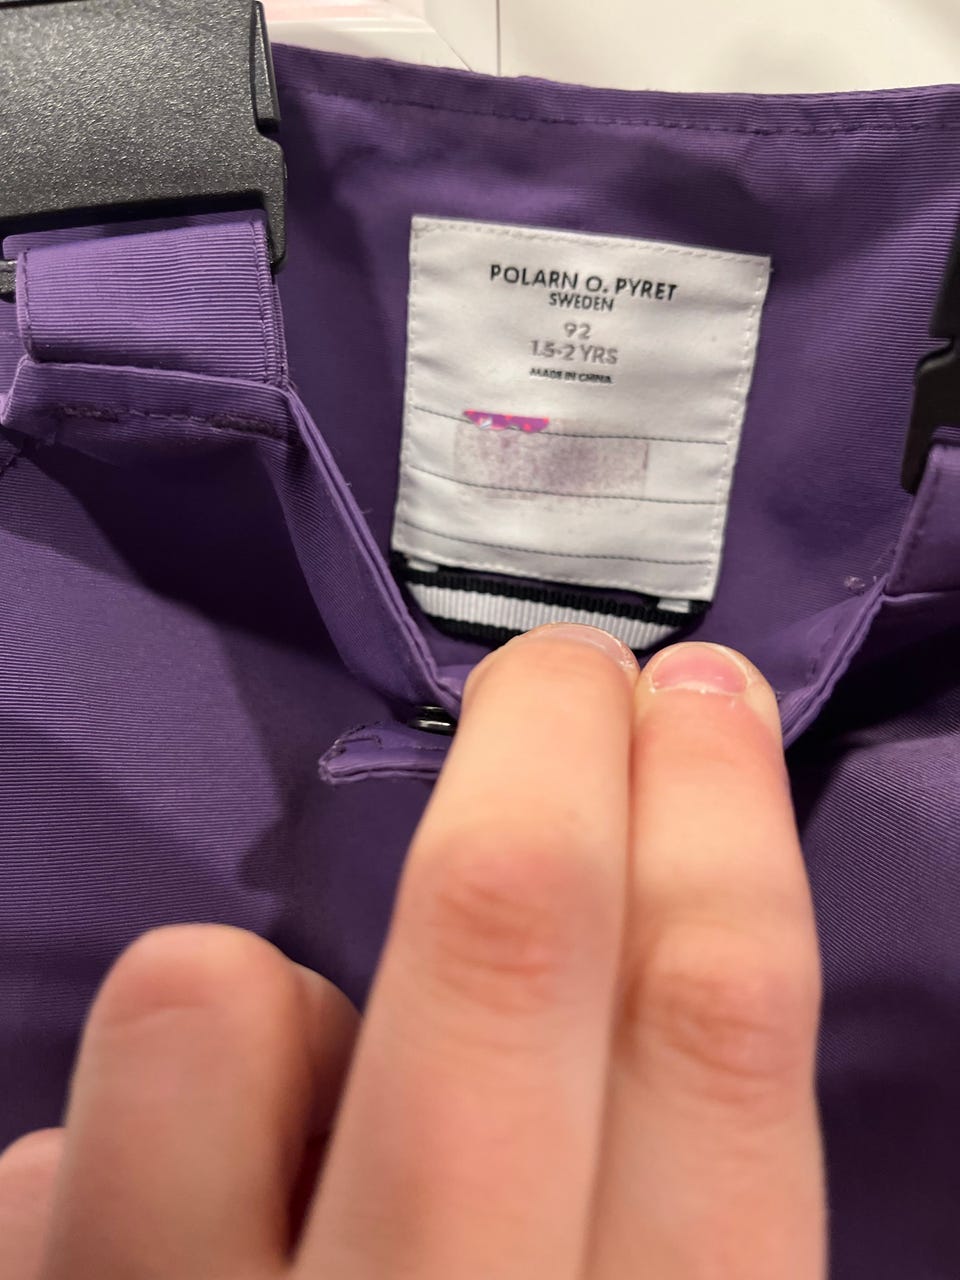 POLARN O. PYRET
SWEDEN
92
1.5-2 YRS
MADE IN CHINA